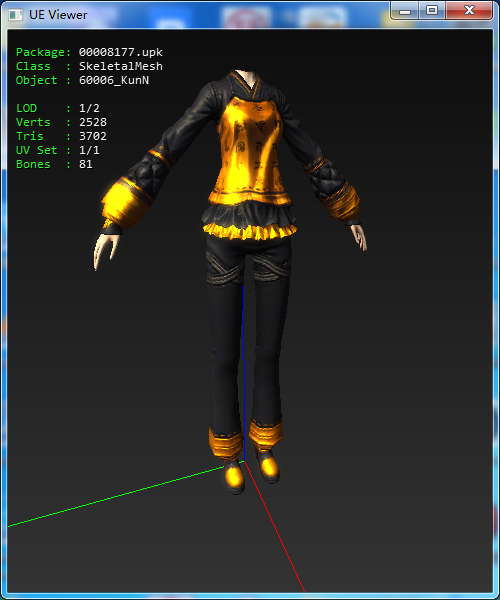 UE Viewer
Package: 00008177.upk
Class : SkeletalMesh
Object : 60006_KunN
LOD : 1/2
Verts : 2528
Tris : 3702
UV Set : 1/1
Bones : 81